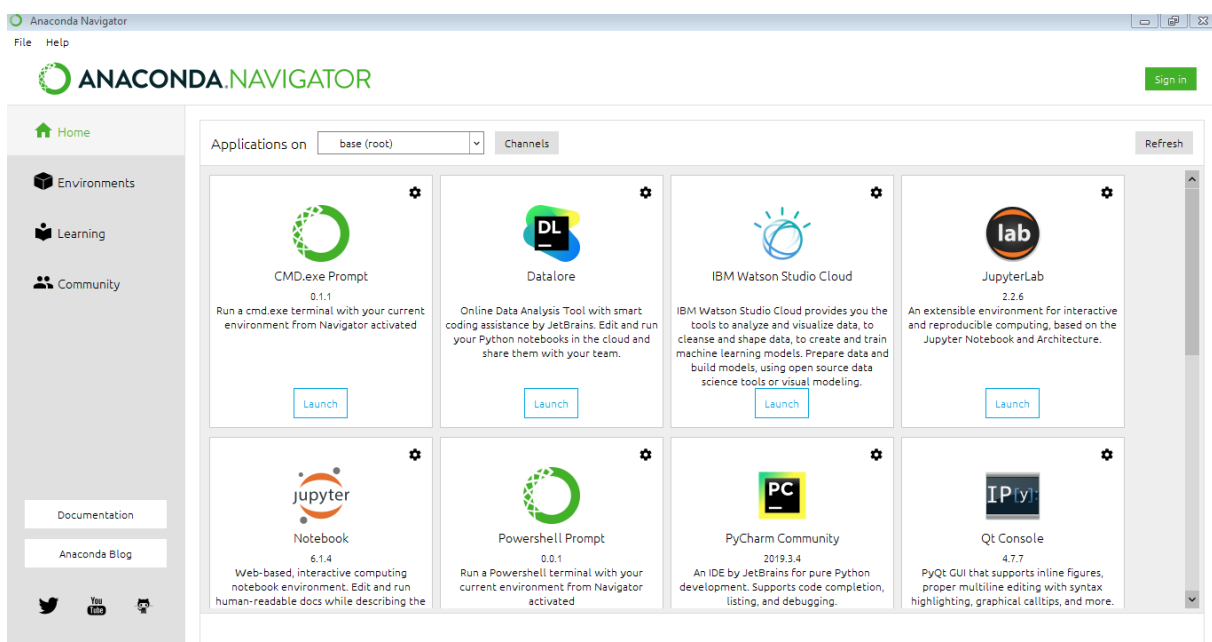 Anaconda Navigator
File Help
ANACONDA.NAVIGATOR
Sign in
Home
Environments
Learning
Community
Documentation
Anaconda Blog
You
Tube
Applications on base (root) Channels Refresh
CMD.exe Prompt
0.1.1
Run a cmd.exe terminal with your current
environment from Navigator activated
Launch
DL
Datalore
Online Data Analysis Tool with smart
coding assistance by JetBrains. Edit and run
your Python notebooks in the cloud and
share them with your team.
Launch
IBM Watson Studio Cloud
IBM Watson Studio Cloud provides you the
tools to analyze and visualize data, to
cleanse and shape data, to create and train
machine learning models. Prepare data and
build models, using open source data
science tools or visual modeling.
Launch
lab
JupyterLab
2.2.6
An extensible environment for interactive
and reproducible computing, based on the
Jupyter Notebook and Architecture.
Launch
jupyter
Notebook
6.1.4
Web-based, interactive computing
notebook environment. Edit and run
human-readable docs while describing the
Powershell Prompt
0.0.1
Run a Powershell terminal with your
current environment from Navigator
activated
PC
PyCharm Community
2019.3.4
An IDE by JetBrains for pure Python
development. Supports code completion,
listing, and debugging.
IP[y]:
Qt Console
4.7.7
PyQt GUI that supports inline figures,
proper multiline editing with syntax
highlighting, graphical calltips, and more.